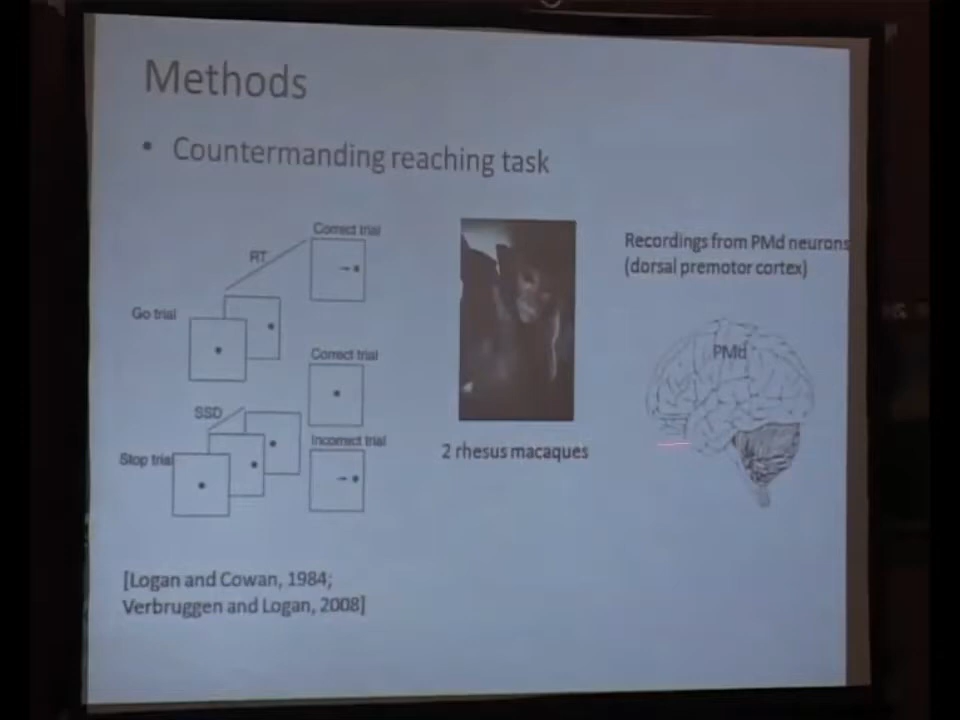 Methods
• Countermanding reaching task
Correct trial
RT
Go trial
Correct trial
SSD
Incorrect trial
Stop trial
[Logan and Cowan, 1984;
Verbruggen and Logan, 2008]
2 rhesus macaques
Recordings from PMd neurons
(dorsal premotor cortex)
PMd